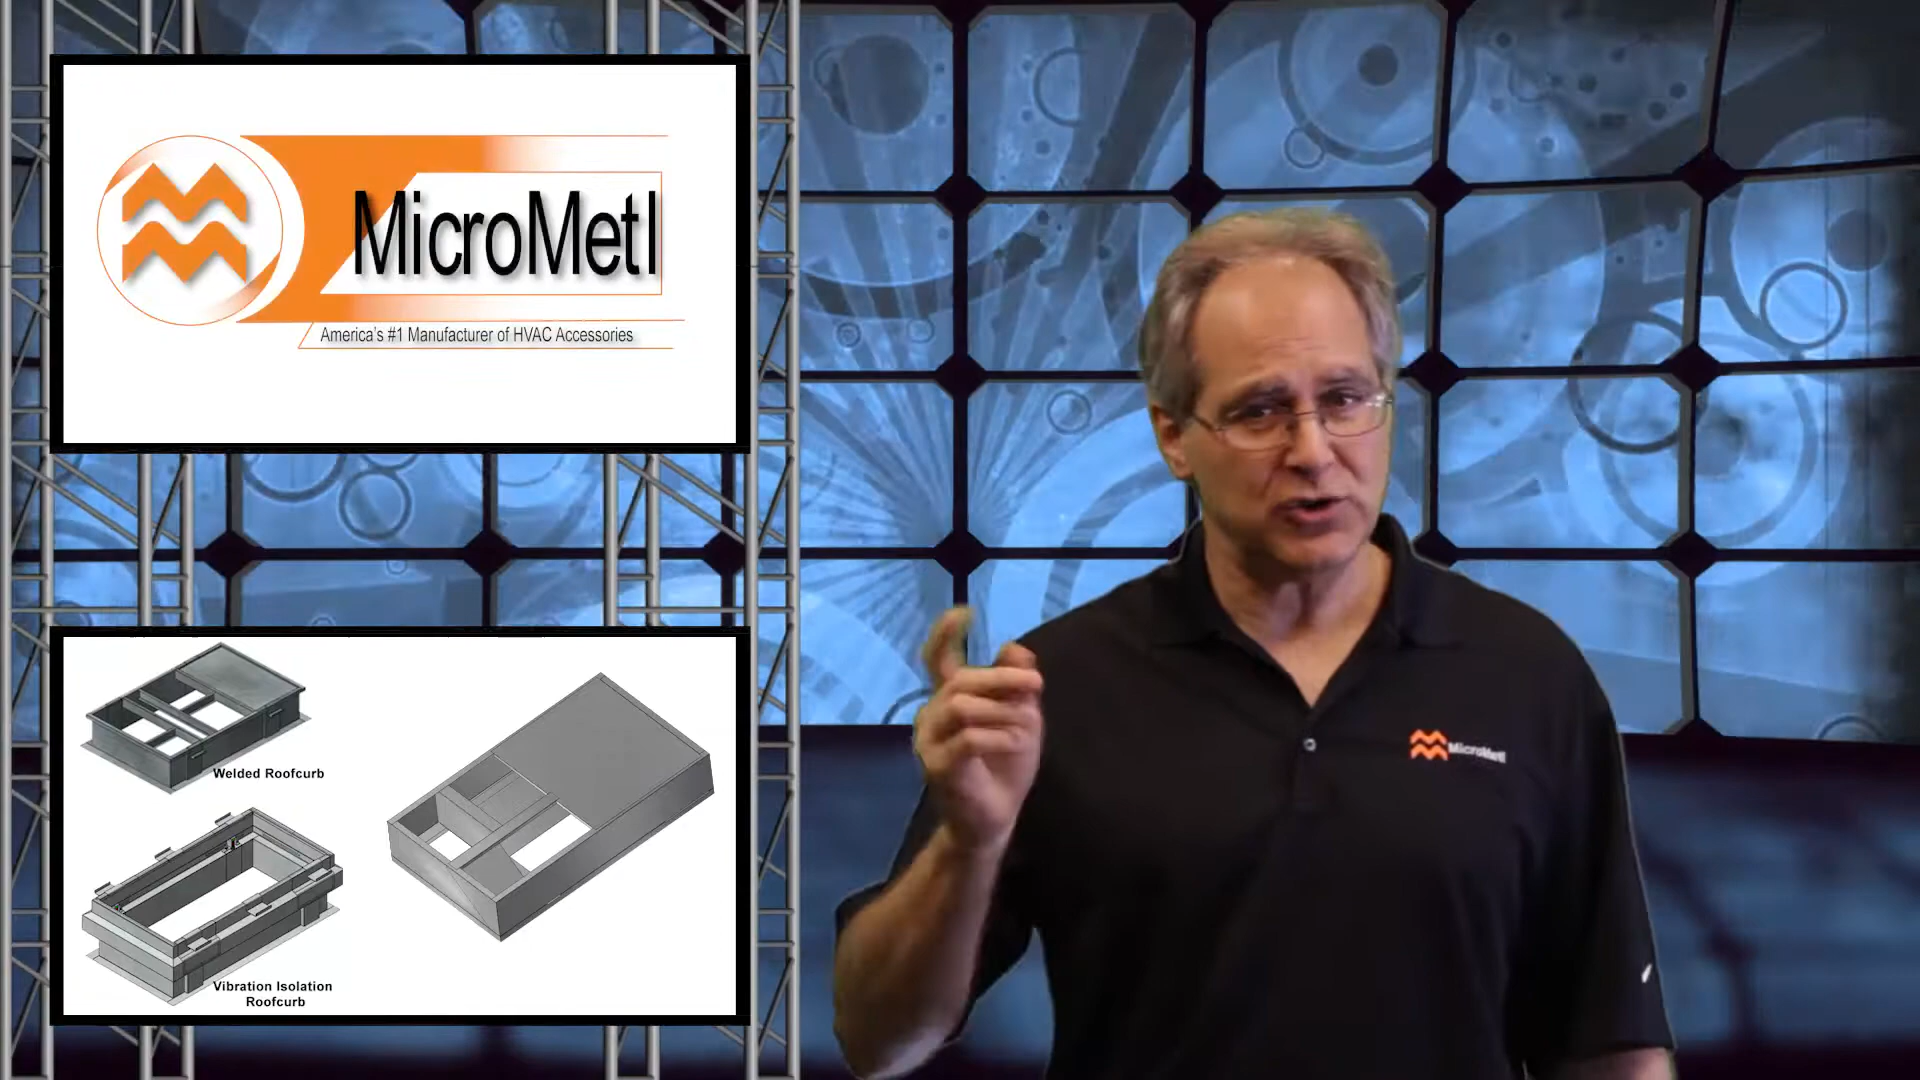 MicroMetl
America's #1 Manufacturer of HVAC Accessories
Welded Roofcurb
Vibration Isolation
Roofcurb
MicroMetl